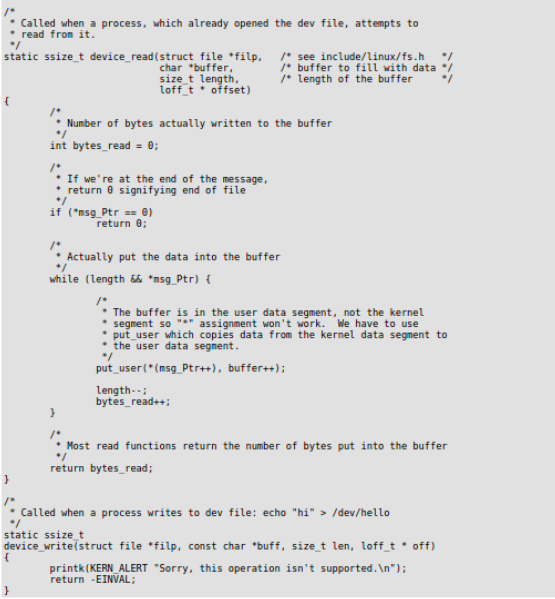 /*
 * Called when a process, which already opened the dev file, attempts to
 * read from it.
 */
static ssize_t device_read(struct file *filp,   /* see include/linux/fs.h   */
                           char *buffer,        /* buffer to fill with data */
                           size_t length,       /* length of the buffer     */
                           loff_t * offset)
{
        /*
         * Number of bytes actually written to the buffer
         */
        int bytes_read = 0;

        /*
         * If we're at the end of the message,
         * return 0 signifying end of file
         */
        if (*msg_Ptr == 0)
                return 0;

        /*
         * Actually put the data into the buffer
         */
        while (length && *msg_Ptr) {

                /*
                 * The buffer is in the user data segment, not the kernel
                 * segment so "*" assignment won't work.  We have to use
                 * put_user which copies data from the kernel data segment to
                 * the user data segment.
                 */
                put_user(*(msg_Ptr++), buffer++);

                length--;
                bytes_read++;
        }

        /*
         * Most read functions return the number of bytes put into the buffer
         */
        return bytes_read;
}

/*
 * Called when a process writes to dev file: echo "hi" > /dev/hello
 */
static ssize_t
device_write(struct file *filp, const char *buff, size_t len, loff_t * off)
{
        printk(KERN_ALERT "Sorry, this operation isn't supported.\n");
        return -EINVAL;
}